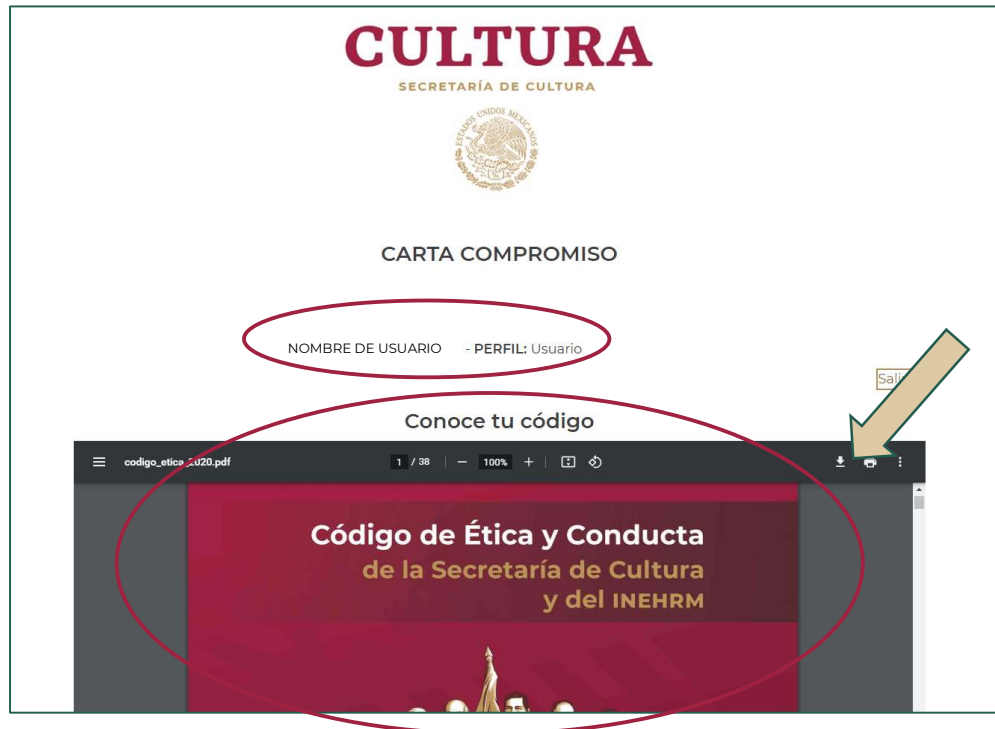 CULTURA
SECRETARÍA DE CULTURA
ESTADOS UNIDOS MEXICANOS
CARTA COMPROMISO
NOMBRE DE USUARIO - PERFIL: Usuario
Conoce tu código
codigo_etica_2020.pdf 1 / 38 100%
Código de Ética y Conducta
de la Secretaría de Cultura
y del INEHRM